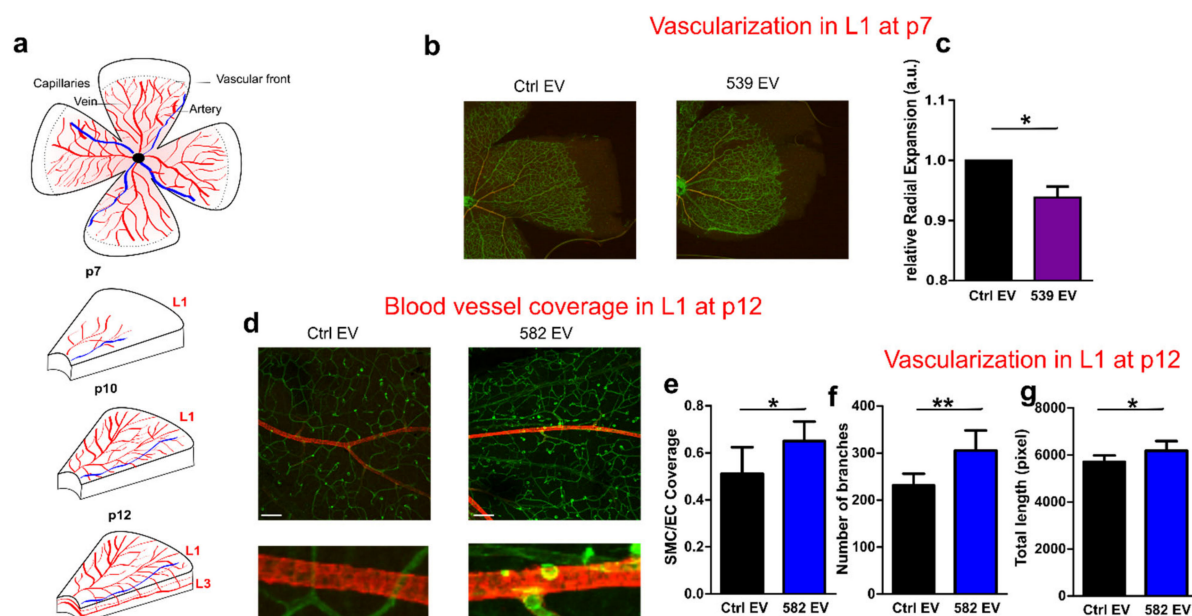 Vascularization in L1 at p7
a
Capillaries
Vascular front
Vein
Artery
p7
L1
p10
L1
p12
L1
L3
b
Ctrl EV
539 EV
c
relative Radial Expansion (a.u.)
1.1
1.0
0.9
0.8
*
Ctrl EV
539 EV
Blood vessel coverage in L1 at p12
d
Ctrl EV
582 EV
Vascularization in L1 at p12
e
SMC/EC Coverage
0.8
0.6
0.4
0.2
0.0
*
Ctrl EV
582 EV
f
Number of branches
400
300
200
100
0
**
Ctrl EV
582 EV
g
Total length (pixel)
8000
6000
4000
2000
0
*
Ctrl EV
582 EV